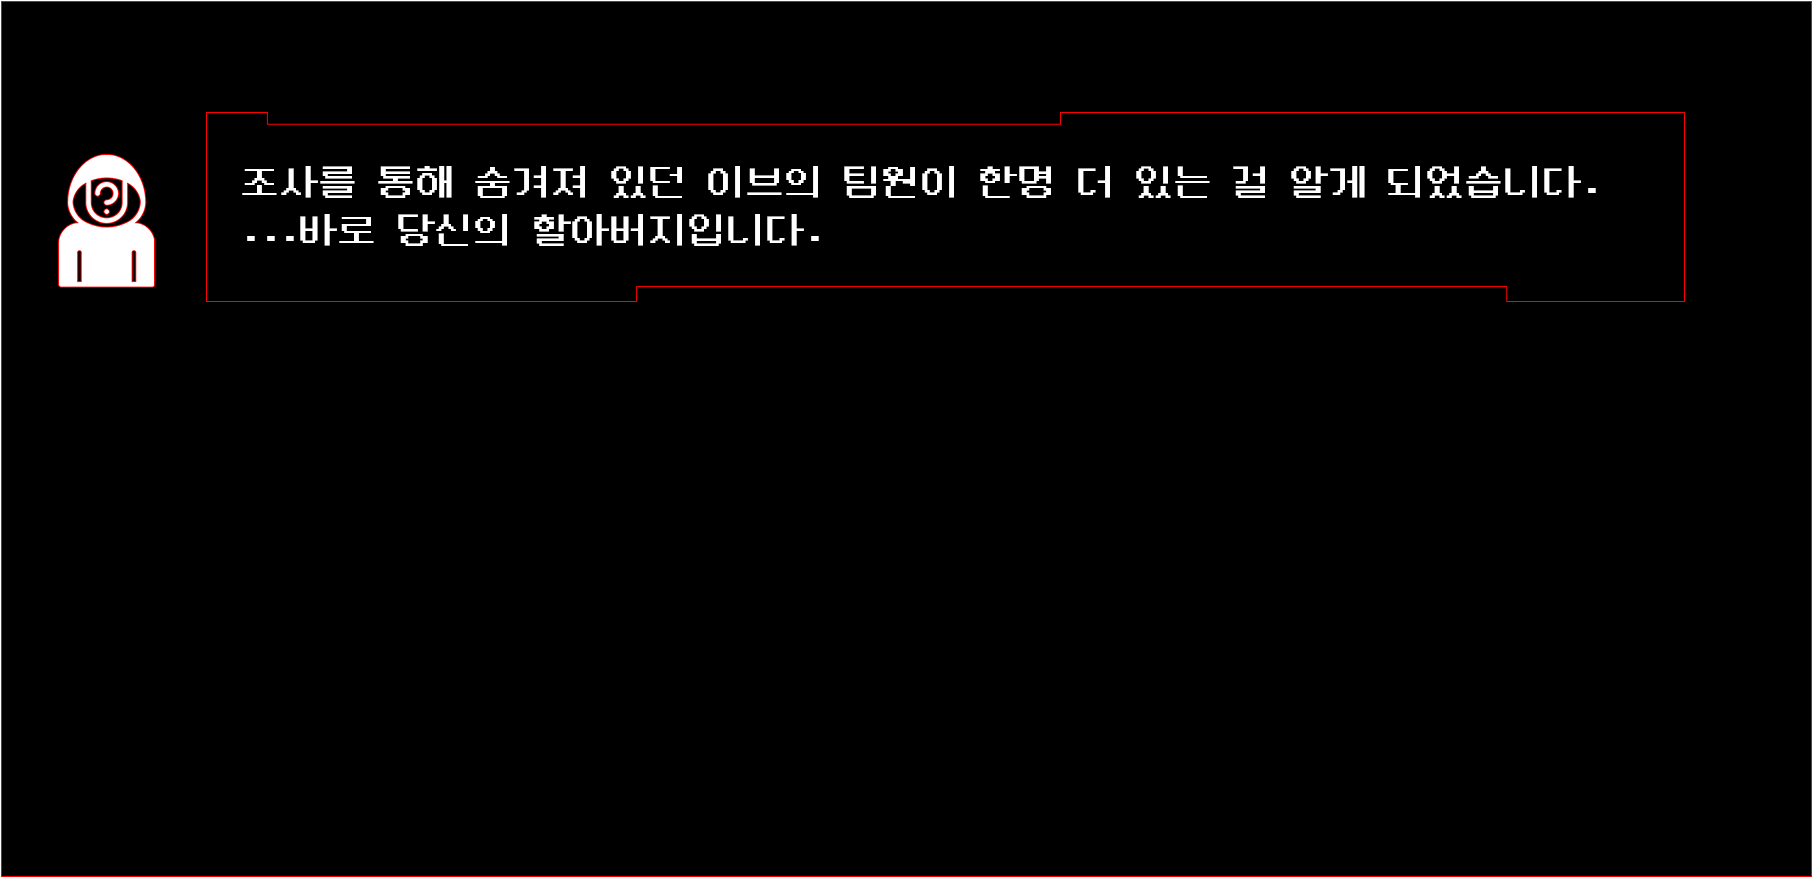 조사를 통해 숨겨져 있던 이브의 팀원이 한명 더 있는 걸 알게 되었습니다.
...바로 당신의 할아버지입니다.